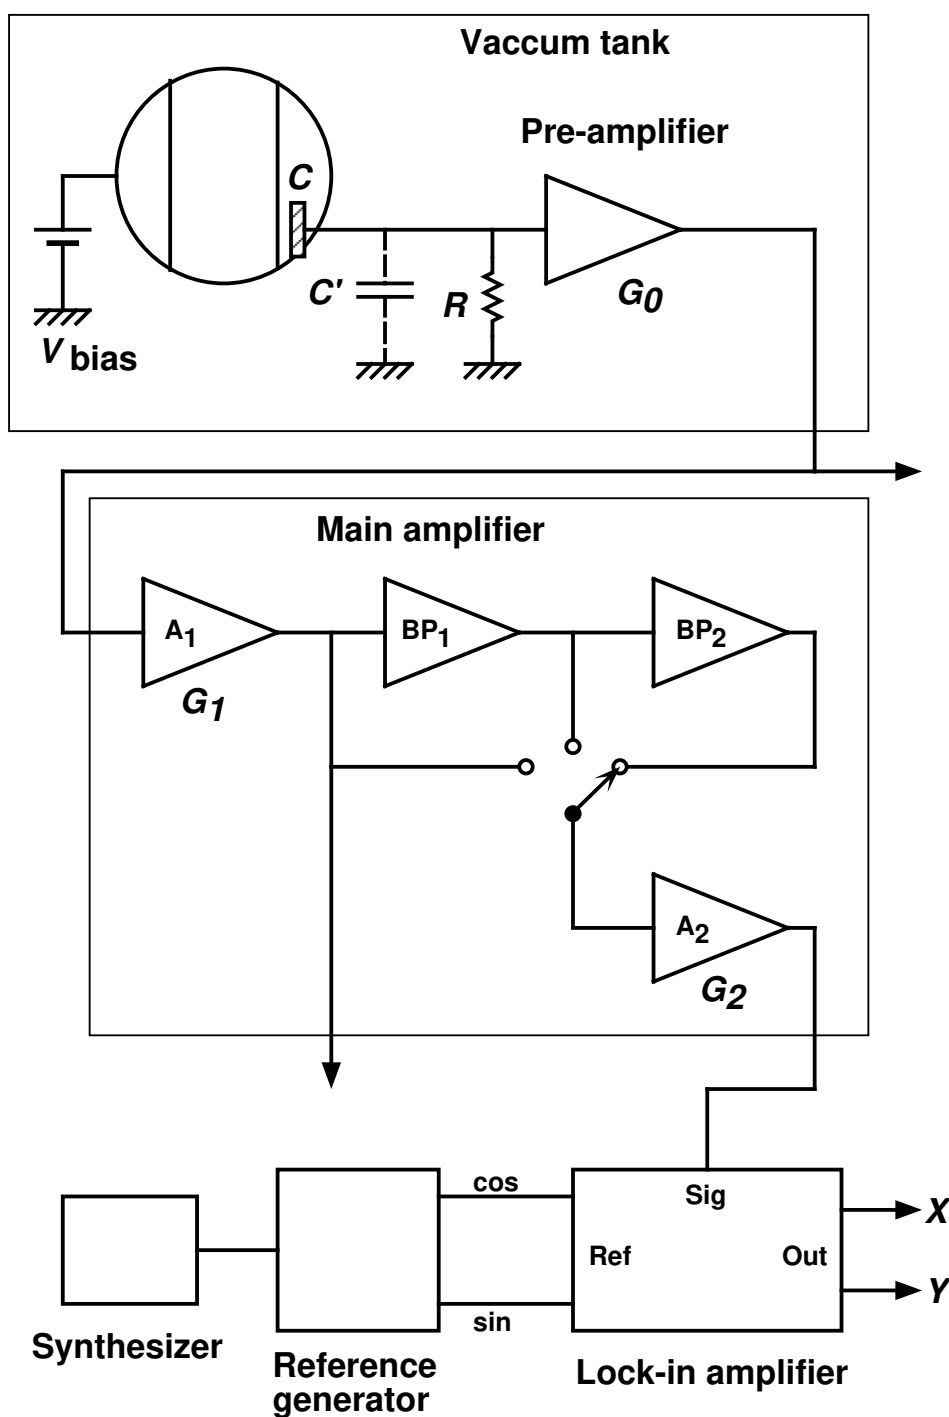 Vaccum tank
Pre-amplifier
C
C'
R
G0
V bias
Main amplifier
A1
BP1
BP2
G1
A2
G2
cos
Sig
X
Ref
Out
Y
sin
Synthesizer
Reference
generator
Lock-in amplifier